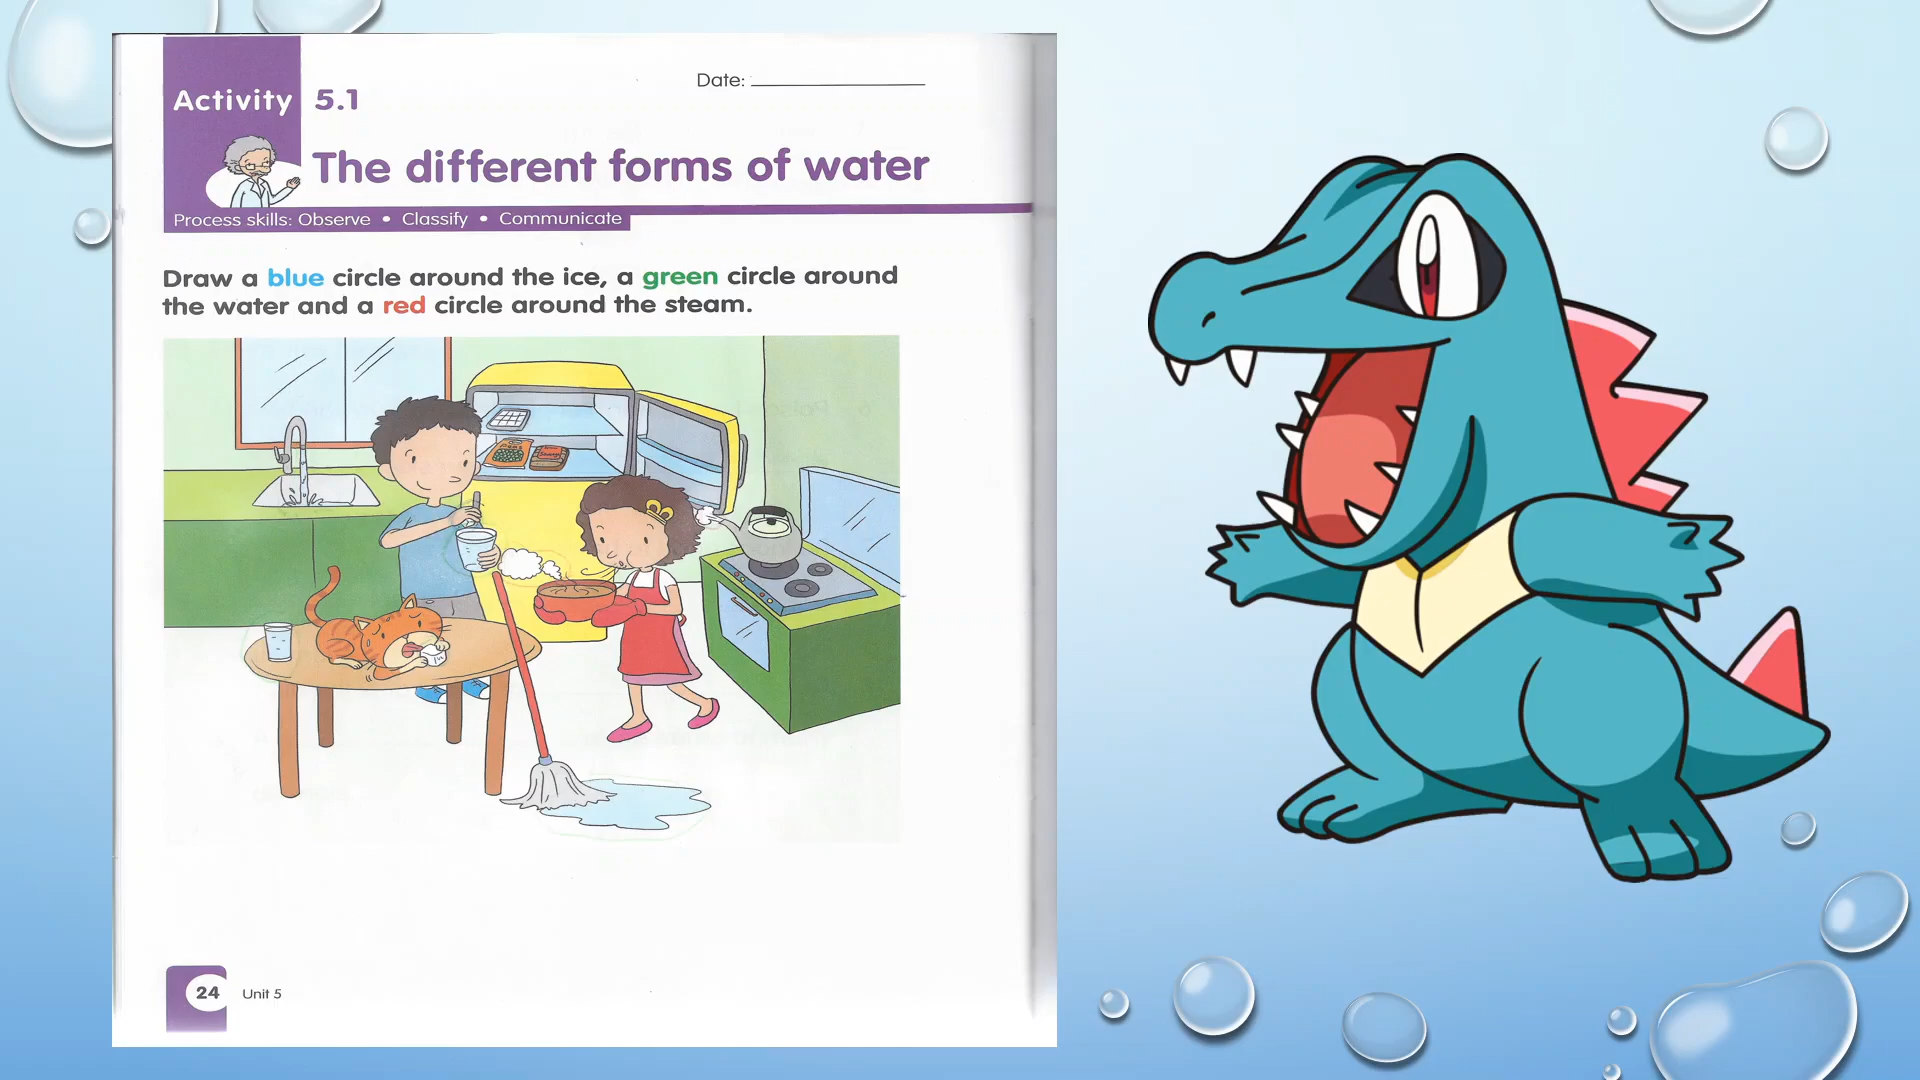 Date:
Activity 5.1
The different forms of water
Process skills: Observe • Classify • Communicate
Draw a blue circle around the ice, a green circle around
the water and a red circle around the steam.
24 Unit 5